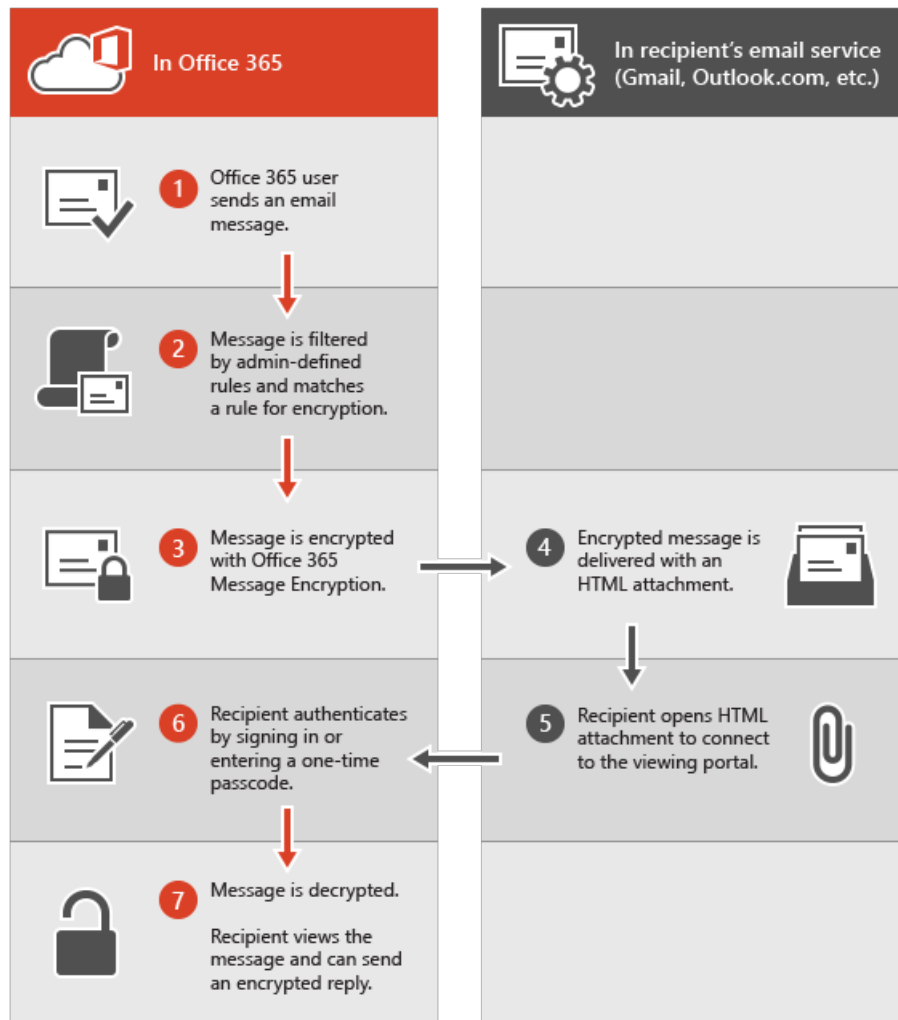 In Office 365
In recipient's email service
(Gmail, Outlook.com, etc.)
1
Office 365 user
sends an email
message.
2
Message is filtered
by admin-defined
rules and matches
a rule for encryption.
3
Message is encrypted
with Office 365
Message Encryption.
4
Encrypted message is
delivered with an
HTML attachment.
5
Recipient opens HTML
attachment to connect
to the viewing portal.
6
Recipient authenticates
by signing in or
entering a one-time
passcode.
7
Message is decrypted.
Recipient views the
message and can send
an encrypted reply.